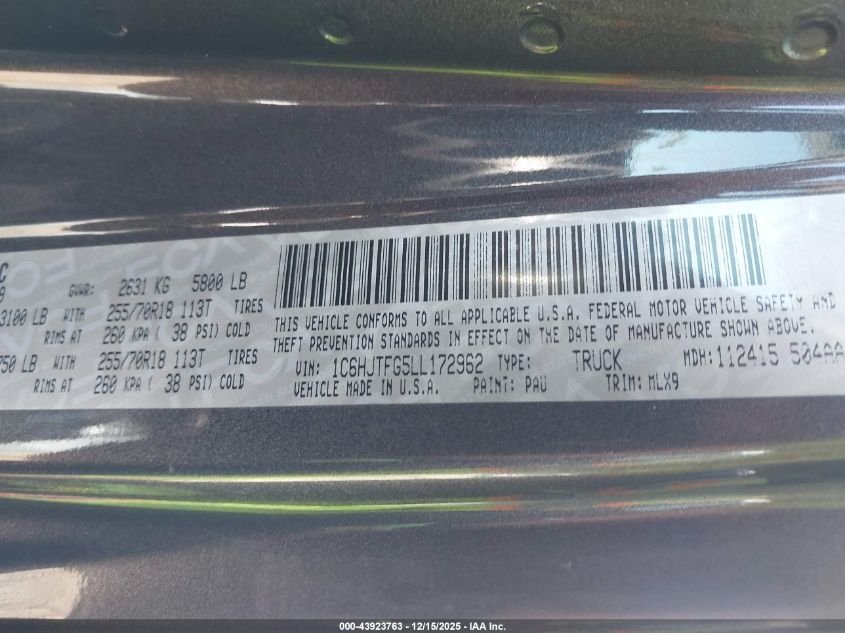 C
GVWR: 2631 KG 5800 LB
3100 LB WITH 255/70R18 113T TIRES
RIMS AT 260 KPA ( 38 PSI) COLD
750 LB WITH 255/70R18 113T TIRES
RIMS AT 260 KPA ( 38 PSI) COLD
THIS VEHICLE CONFORMS TO ALL APPLICABLE U.S.A. FEDERAL MOTOR VEHICLE SAFETY AND
THEFT PREVENTION STANDARDS IN EFFECT ON THE DATE OF MANUFACTURE SHOWN ABOVE.
VIN: 1C6HJTFG5LL172962 TYPE: TRUCK MDH: 112415 504AA
VEHICLE MADE IN U.S.A. PAINT: PAU TRIM: MLX9
000-43923763 - 12/15/2025 - IAA Inc.